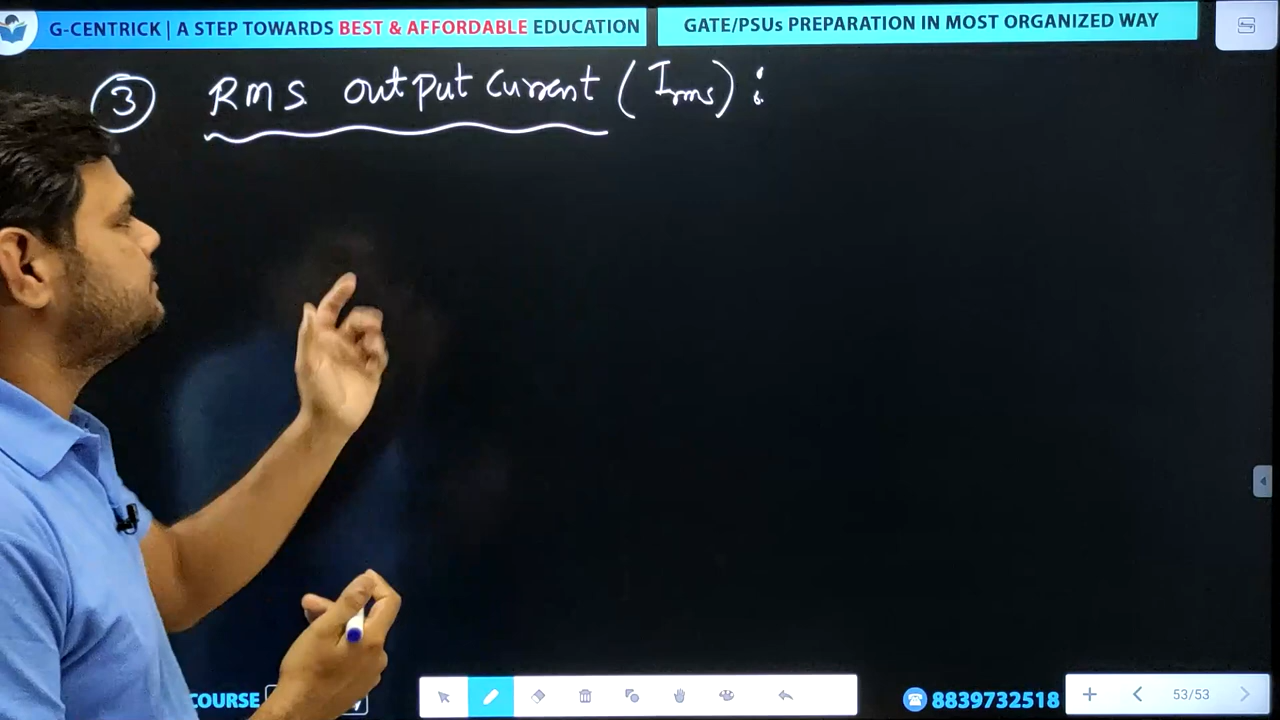 G-CENTRICK | A STEP TOWARDS BEST & AFFORDABLE EDUCATION
GATE/PSUs PREPARATION IN MOST ORGANIZED WAY
③ RMS output current (Irms) :
COURSE
8839732518
53/53